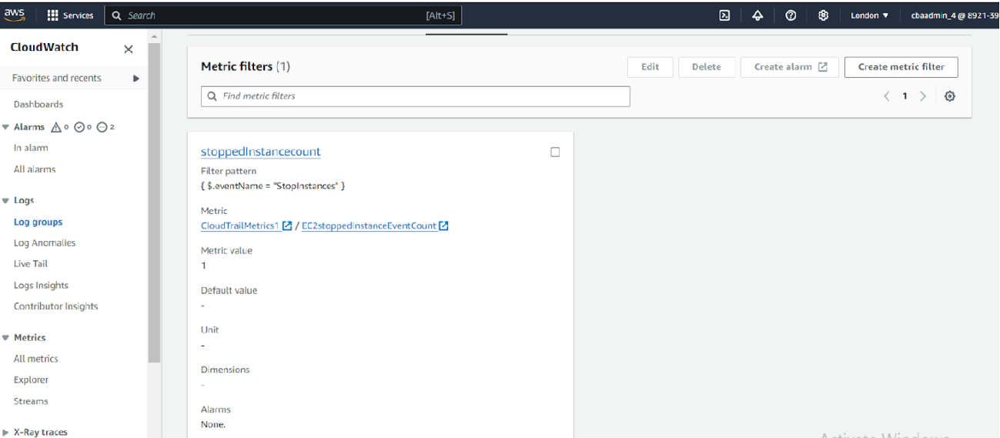 aws Services Search [Alt+S] London ▼ cbaadmin_4 @ 8921-39
CloudWatch
Favorites and recents
Dashboards
Alarms 0 0 2
In alarm
All alarms
Logs
Log groups
Log Anomalies
Live Tail
Logs Insights
Contributor Insights
Metrics
All metrics
Explorer
Streams
X-Ray traces
Metric filters (1) Edit Delete Create alarm Create metric filter
Find metric filters 1
stoppedInstancecount
Filter pattern
{ $.eventName = "StopInstances" }
Metric
CloudTrailMetrics1 / EC2stoppedInstanceEventCount
Metric value
1
Default value
-
Unit
-
Dimensions
-
Alarms
None.
Activate Windows